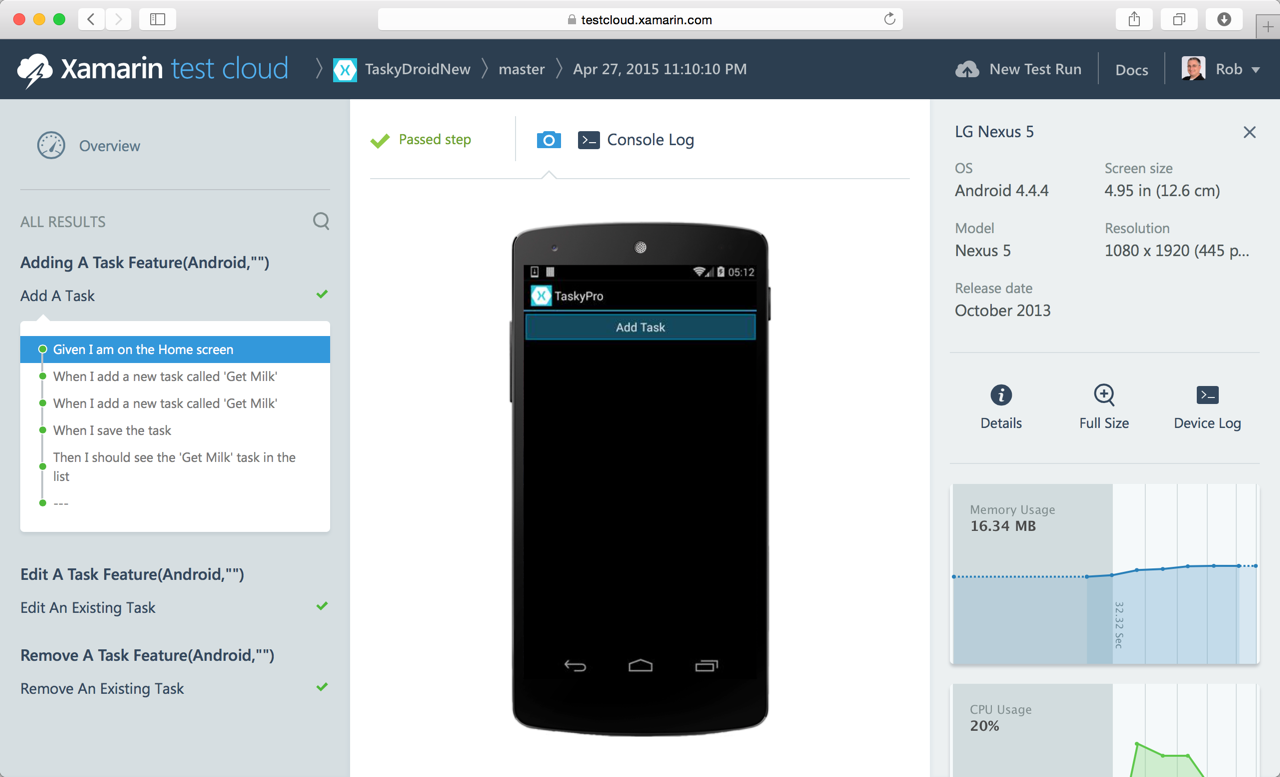 testcloud.xamarin.com
Xamarin test cloud
TaskyDroidNew
master
Apr 27, 2015 11:10:10 PM
New Test Run
Docs
Rob
Overview
ALL RESULTS
Adding A Task Feature(Android,"")
Add A Task
Given I am on the Home screen
When I add a new task called 'Get Milk'
When I add a new task called 'Get Milk'
When I save the task
Then I should see the 'Get Milk' task in the
list
---
Edit A Task Feature(Android,"")
Edit An Existing Task
Remove A Task Feature(Android,"")
Remove An Existing Task
Passed step
Console Log
05:12
TaskyPro
Add Task
LG Nexus 5
OS
Android 4.4.4
Screen size
4.95 in (12.6 cm)
Model
Nexus 5
Resolution
1080 x 1920 (445 p...
Release date
October 2013
Details
Full Size
Device Log
Memory Usage
16.34 MB
32.32 Sec
CPU Usage
20%